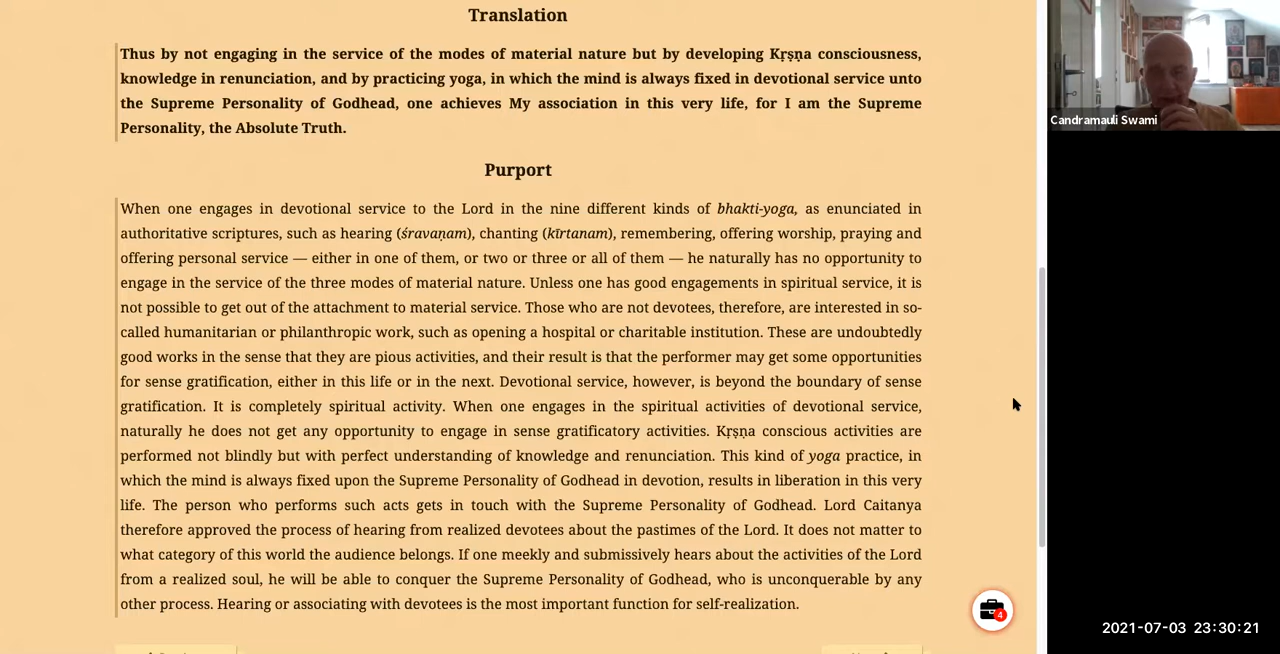 Translation
Thus by not engaging in the service of the modes of material nature but by developing Kṛṣṇa consciousness,
knowledge in renunciation, and by practicing yoga, in which the mind is always fixed in devotional service unto
the Supreme Personality of Godhead, one achieves My association in this very life, for I am the Supreme
Personality, the Absolute Truth.
Purport
When one engages in devotional service to the Lord in the nine different kinds of bhakti-yoga, as enunciated in
authoritative scriptures, such as hearing (śravaṇam), chanting (kīrtanam), remembering, offering worship, praying and
offering personal service — either in one of them, or two or three or all of them — he naturally has no opportunity to
engage in the service of the three modes of material nature. Unless one has good engagements in spiritual service, it is
not possible to get out of the attachment to material service. Those who are not devotees, therefore, are interested in so-
called humanitarian or philanthropic work, such as opening a hospital or charitable institution. These are undoubtedly
good works in the sense that they are pious activities, and their result is that the performer may get some opportunities
for sense gratification, either in this life or in the next. Devotional service, however, is beyond the boundary of sense
gratification. It is completely spiritual activity. When one engages in the spiritual activities of devotional service,
naturally he does not get any opportunity to engage in sense gratificatory activities. Kṛṣṇa conscious activities are
performed not blindly but with perfect understanding of knowledge and renunciation. This kind of yoga practice, in
which the mind is always fixed upon the Supreme Personality of Godhead in devotion, results in liberation in this very
life. The person who performs such acts gets in touch with the Supreme Personality of Godhead. Lord Caitanya
therefore approved the process of hearing from realized devotees about the pastimes of the Lord. It does not matter to
what category of this world the audience belongs. If one meekly and submissively hears about the activities of the Lord
from a realized soul, he will be able to conquer the Supreme Personality of Godhead, who is unconquerable by any
other process. Hearing or associating with devotees is the most important function for self-realization.
Candramauli Swami
4
2021-07-03 23:30:21